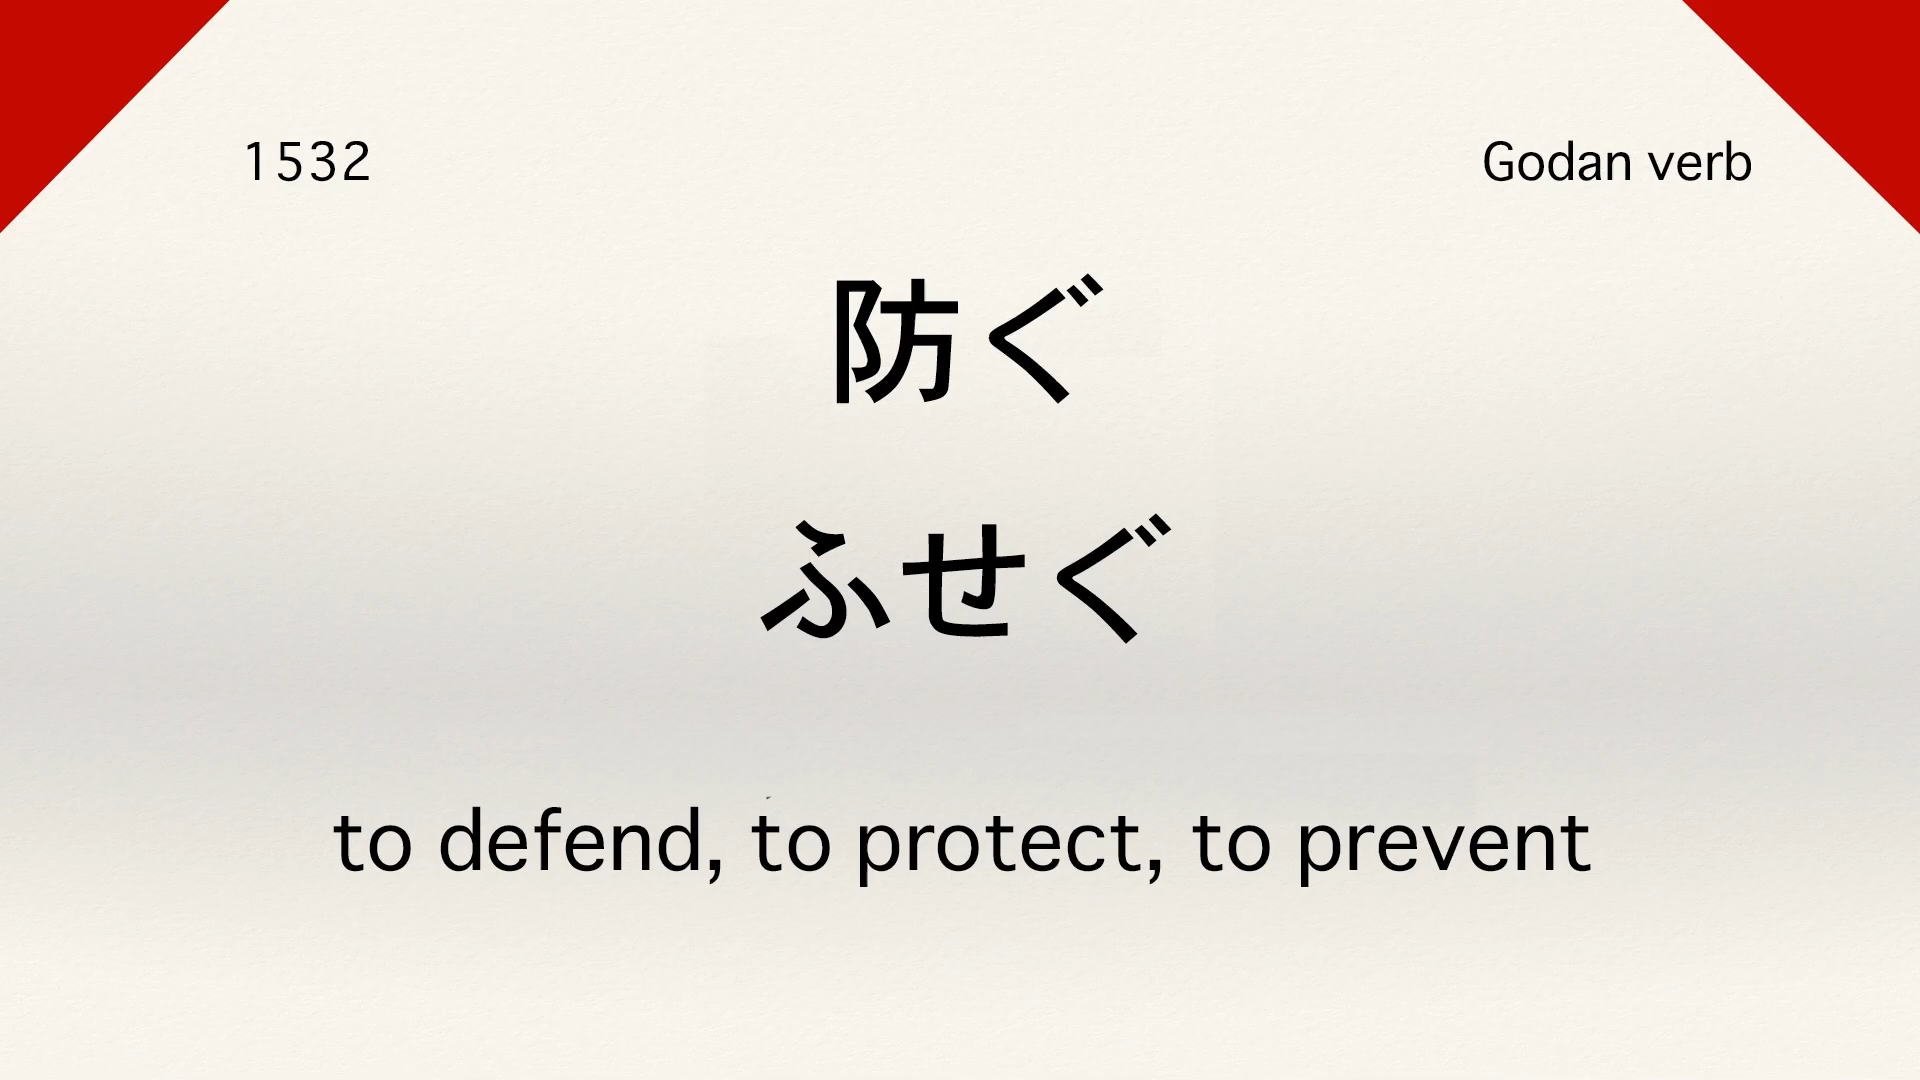 1532
Godan verb
防ぐ
ふせぐ
to defend, to protect, to prevent